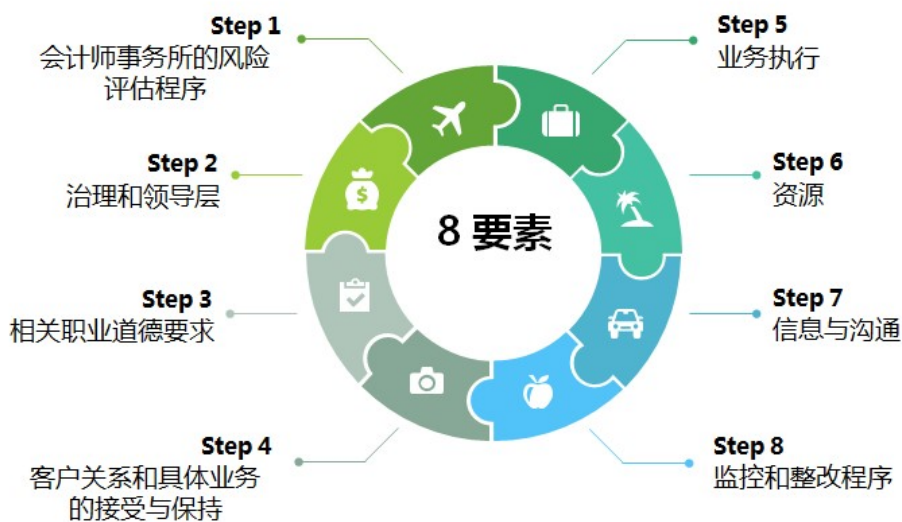 Step 1
会计师事务所的风险
评估程序
Step 2
治理和领导层
Step 3
相关职业道德要求
Step 4
客户关系和具体业务
的接受与保持
8 要素
$
Step 5
业务执行
Step 6
资源
Step 7
信息与沟通
Step 8
监控和整改程序